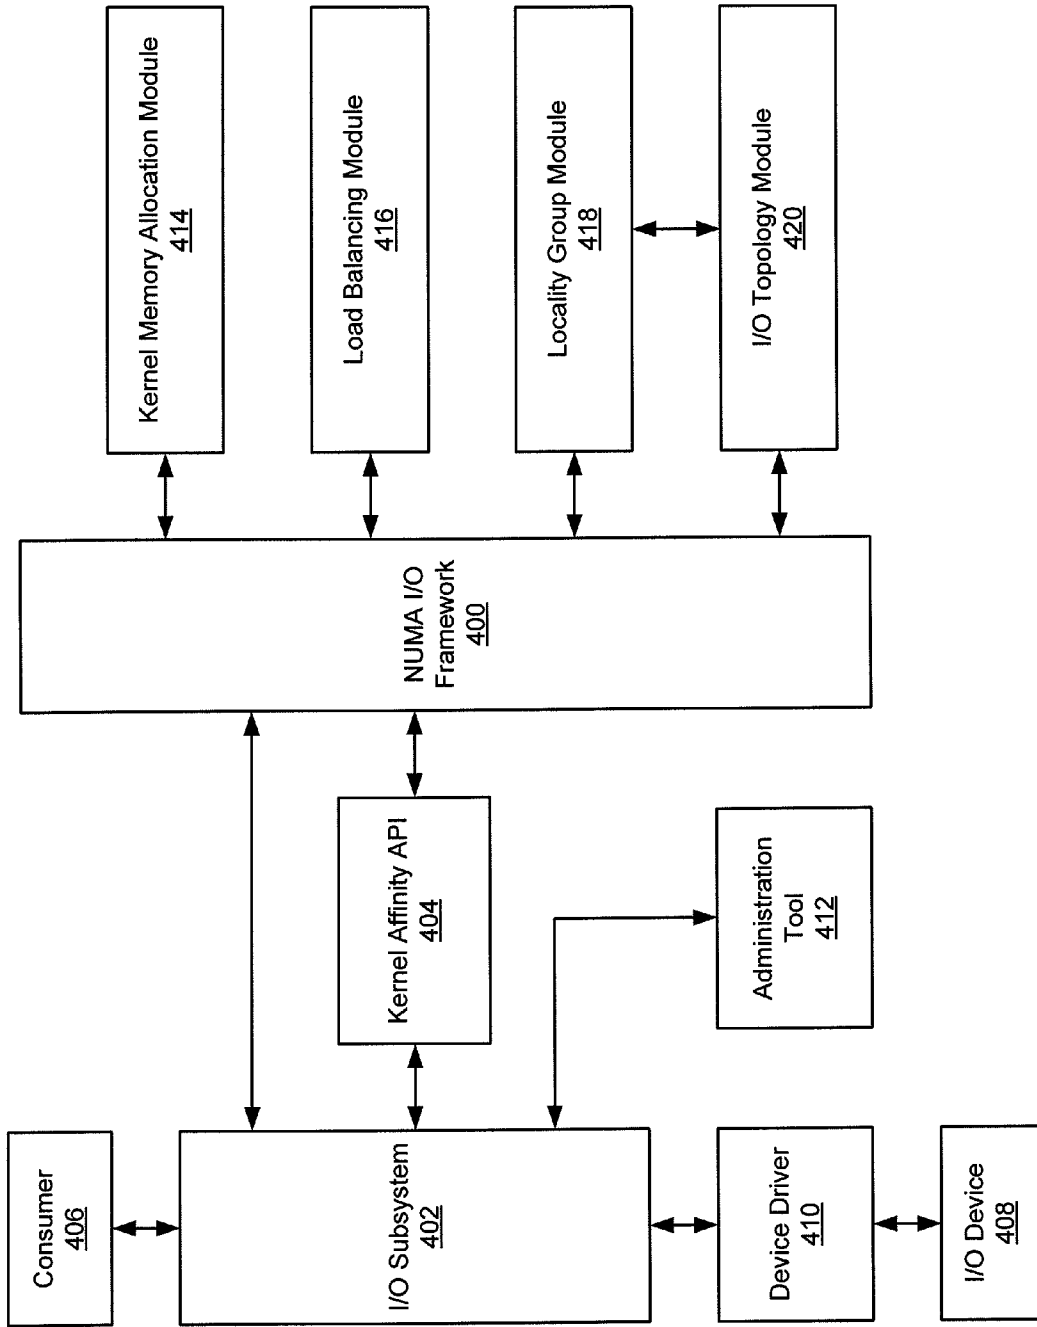 Consumer
406
I/O Subsystem
402
Device Driver
410
I/O Device
408
Kernel Affinity API
404
Administration
Tool
412
NUMA I/O
Framework
400
Kernel Memory Allocation Module
414
Load Balancing Module
416
Locality Group Module
418
I/O Topology Module
420